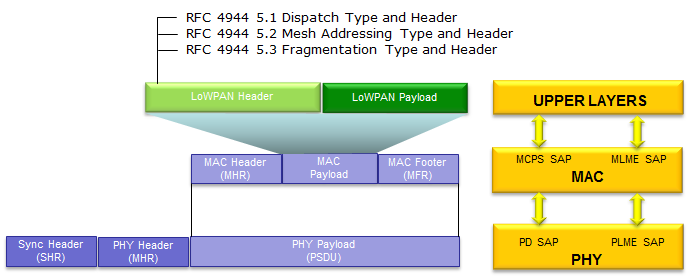 RFC 4944 5.1 Dispatch Type and Header
RFC 4944 5.2 Mesh Addressing Type and Header
RFC 4944 5.3 Fragmentation Type and Header
LoWPAN Header
LoWPAN Payload
UPPER LAYERS
MAC Header
(MHR)
MAC
Payload
MAC Footer
(MFR)
MCPS SAP
MLME SAP
MAC
Sync Header
(SHR)
PHY Header
(MHR)
PHY Payload
(PSDU)
PD SAP
PLME SAP
PHY